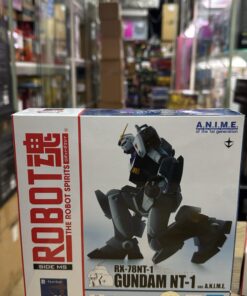 A.N.I.M.E.
ROBOT魂
THE ROBOT SPIRITS
SIDE MS
RX-78NT-1
GUNDAM NT-1
ver. A.N.I.M.E.